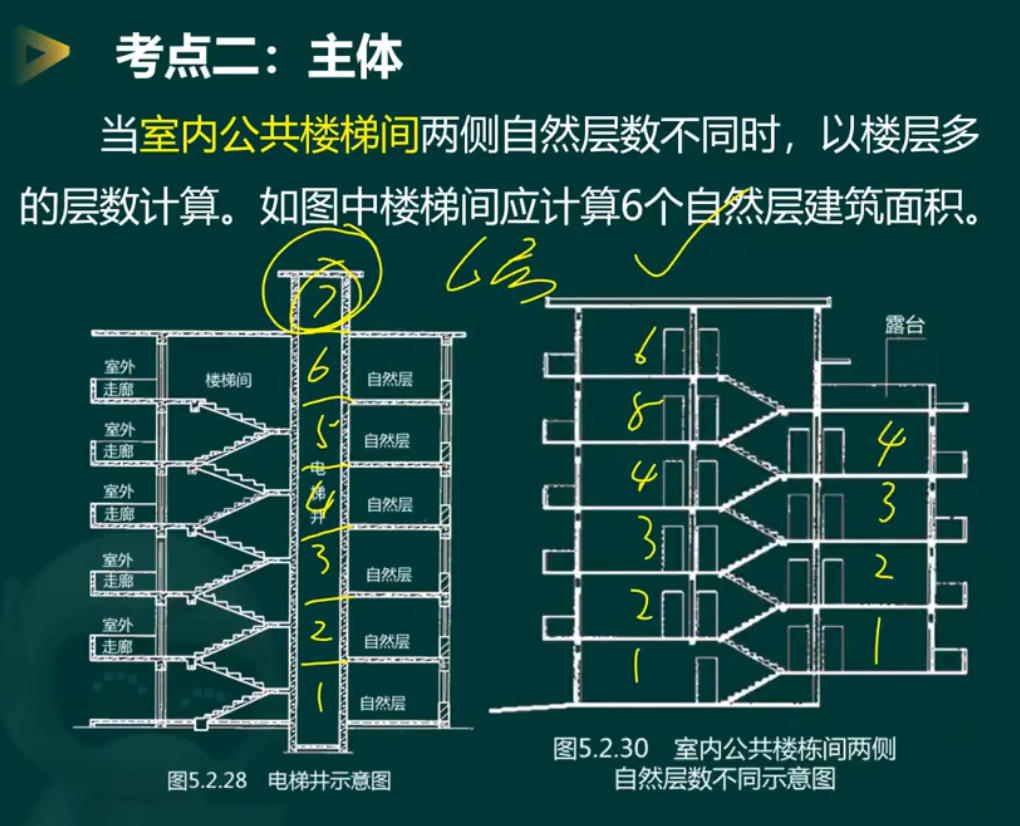 考点二：主体
当室内公共楼梯间两侧自然层数不同时，以楼层多
的层数计算。如图中楼梯间应计算6个自然层建筑面积。
6层
7
6
5
4
3
2
1
室外
走廊
室外
走廊
室外
走廊
室外
走廊
室外
走廊
楼梯间
电
梯
井
自然层
自然层
自然层
自然层
自然层
自然层
图5.2.28 电梯井示意图
露台
6
5
4
3
2
1
4
3
2
1
图5.2.30 室内公共楼栋间两侧
自然层数不同示意图